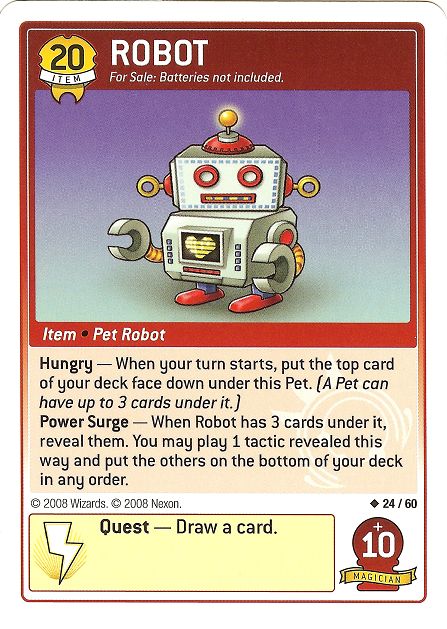 20
ITEM
ROBOT
For Sale: Batteries not included.
Item • Pet Robot
Hungry — When your turn starts, put the top card
of your deck face down under this Pet. (A Pet can
have up to 3 cards under it.)
Power Surge — When Robot has 3 cards under it,
reveal them. You may play 1 tactic revealed this
way and put the others on the bottom of your deck
in any order.
© 2008 Wizards. © 2008 Nexon.
◆ 24 / 60
Quest — Draw a card.
+
10
MAGICIAN